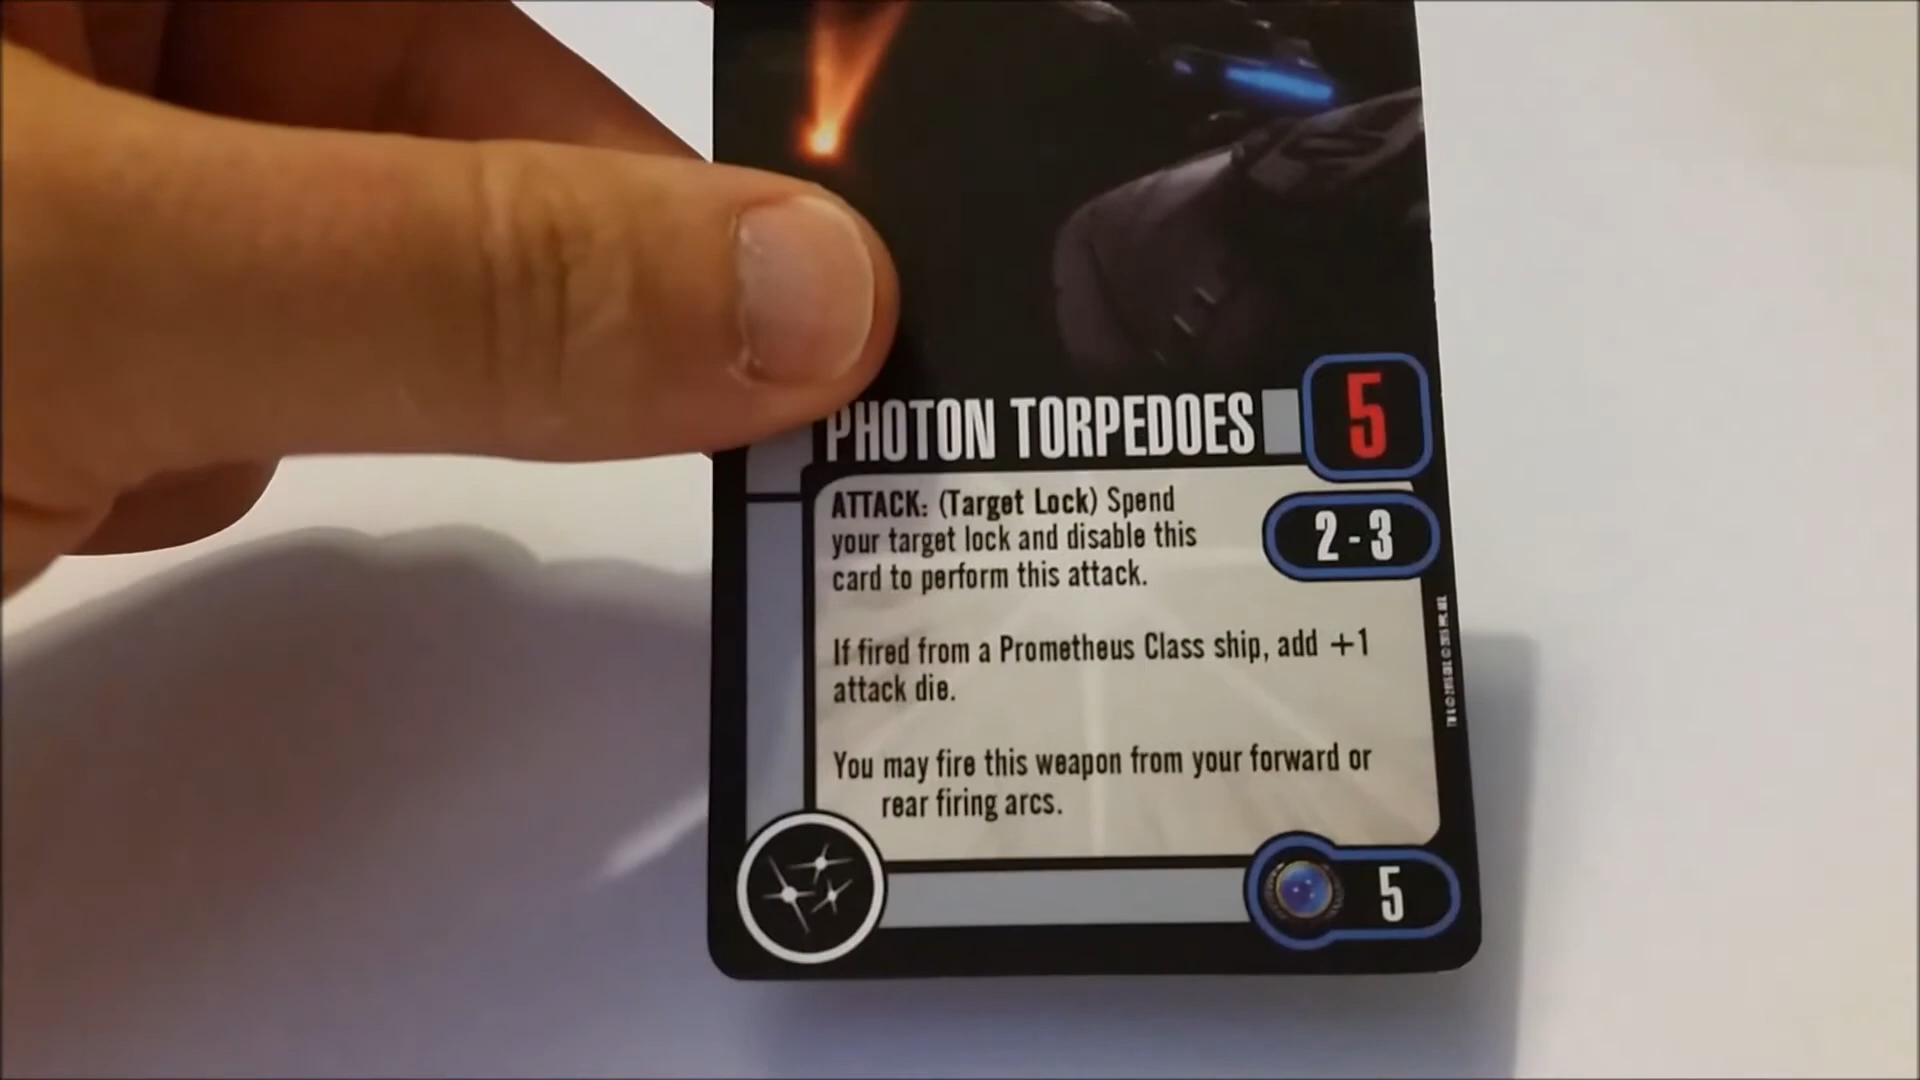 PHOTON TORPEDOES
5
ATTACK: (Target Lock) Spend
your target lock and disable this
card to perform this attack.
2 - 3
If fired from a Prometheus Class ship, add +1
attack die.
You may fire this weapon from your forward or
rear firing arcs.
5